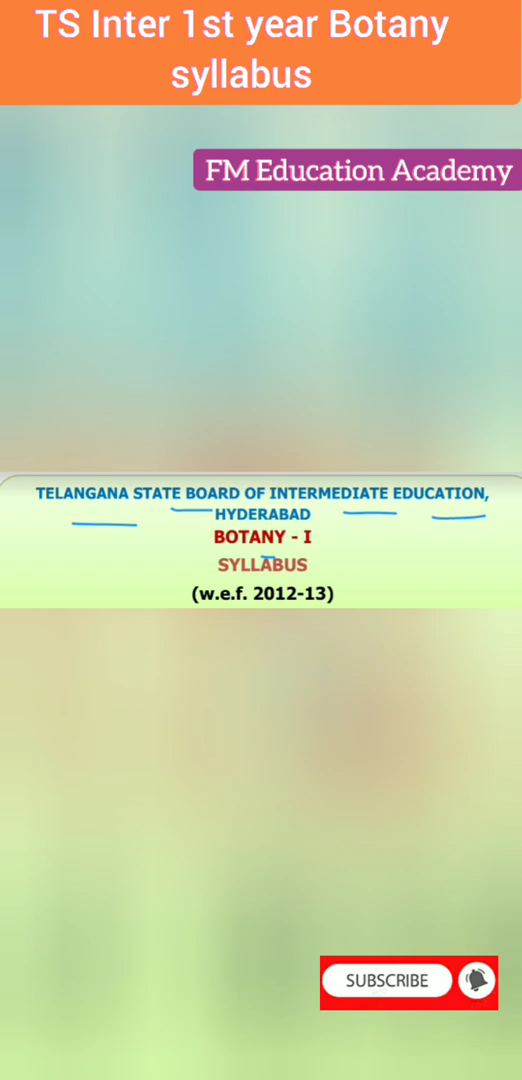 TS Inter 1st year Botany
syllabus
FM Education Academy
TELANGANA STATE BOARD OF INTERMEDIATE EDUCATION,
HYDERABAD
BOTANY - I
SYLLABUS
(w.e.f. 2012-13)
SUBSCRIBE